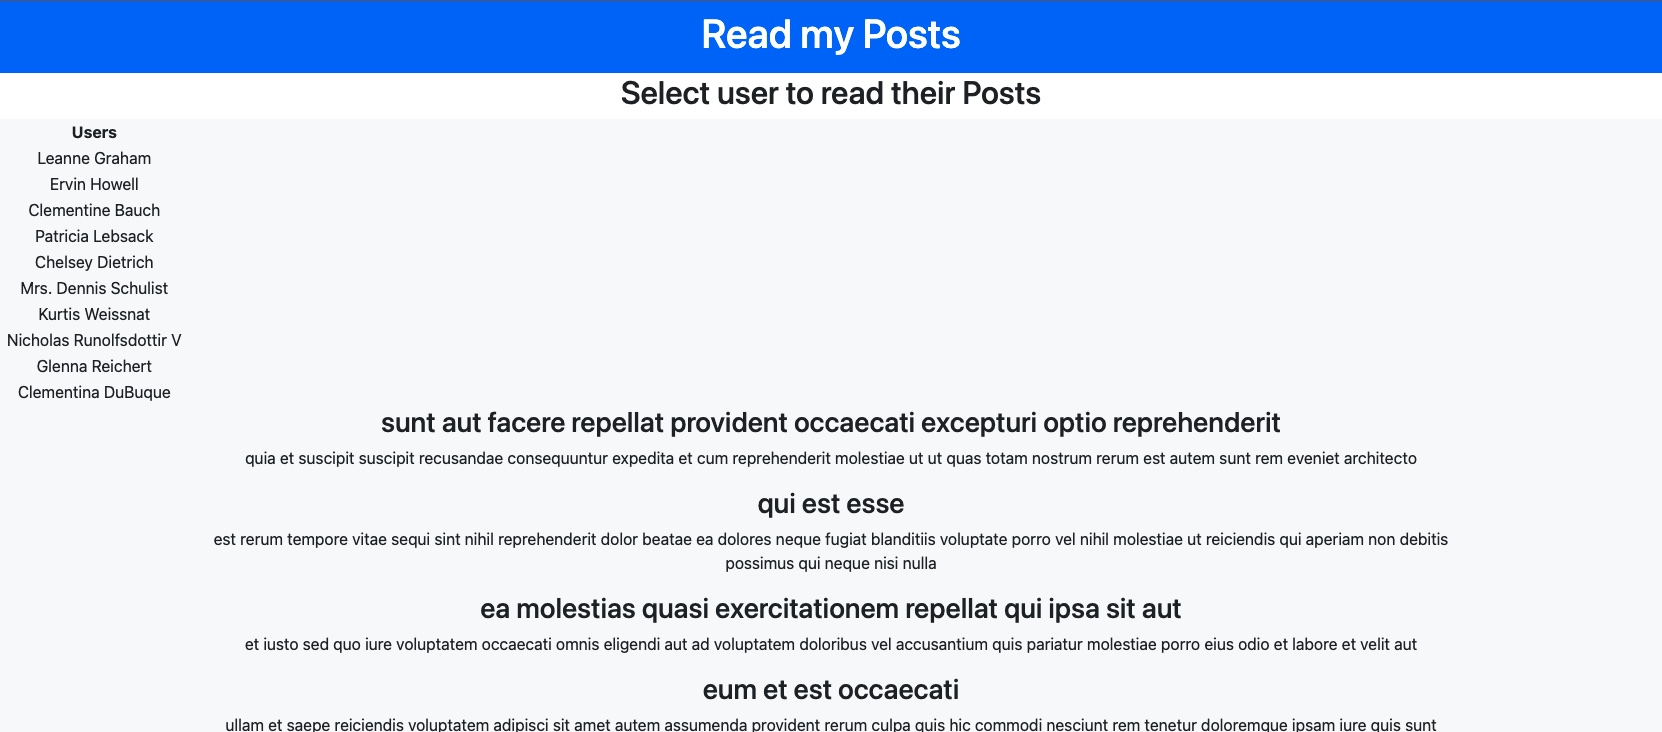 Read my Posts
Select user to read their Posts
Users
Leanne Graham
Ervin Howell
Clementine Bauch
Patricia Lebsack
Chelsey Dietrich
Mrs. Dennis Schulist
Kurtis Weissnat
Nicholas Runolfsdottir V
Glenna Reichert
Clementina DuBuque
sunt aut facere repellat provident occaecati excepturi optio reprehenderit
quia et suscipit suscipit recusandae consequuntur expedita et cum reprehenderit molestiae ut ut quas totam nostrum rerum est autem sunt rem eveniet architecto
qui est esse
est rerum tempore vitae sequi sint nihil reprehenderit dolor beatae ea dolores neque fugiat blanditiis voluptate porro vel nihil molestiae ut reiciendis qui aperiam non debitis
possimus qui neque nisi nulla
ea molestias quasi exercitationem repellat qui ipsa sit aut
et iusto sed quo iure voluptatem occaecati omnis eligendi aut ad voluptatem doloribus vel accusantium quis pariatur molestiae porro eius odio et labore et velit aut
eum et est occaecati
ullam et saepe reiciendis voluptatem adipisci sit amet autem assumenda provident rerum culpa quis hic commodi nesciunt rem tenetur doloremque ipsam iure quis sunt